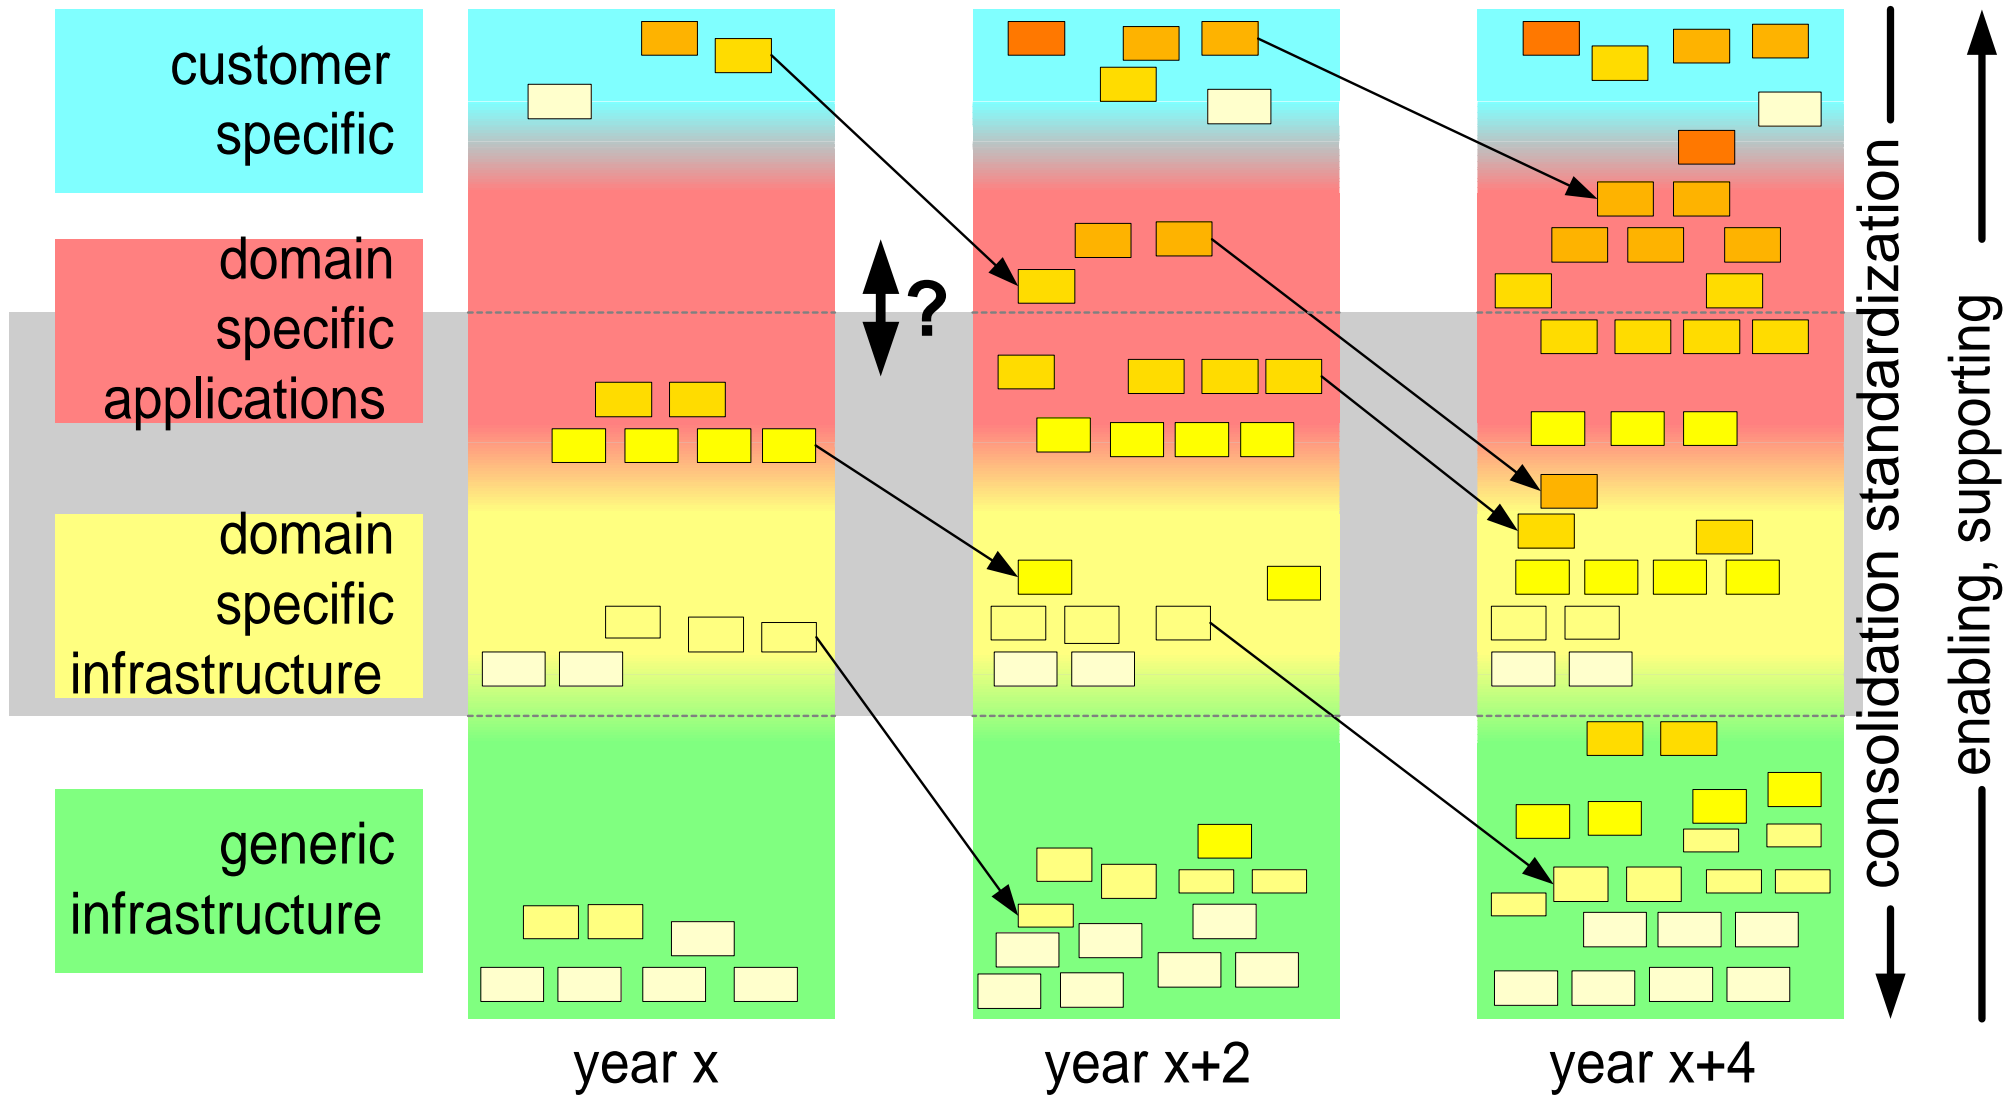 customer
specific
domain
specific
applications
domain
specific
infrastructure
generic
infrastructure
?
year x
year x+2
year x+4
consolidation standardization
enabling, supporting